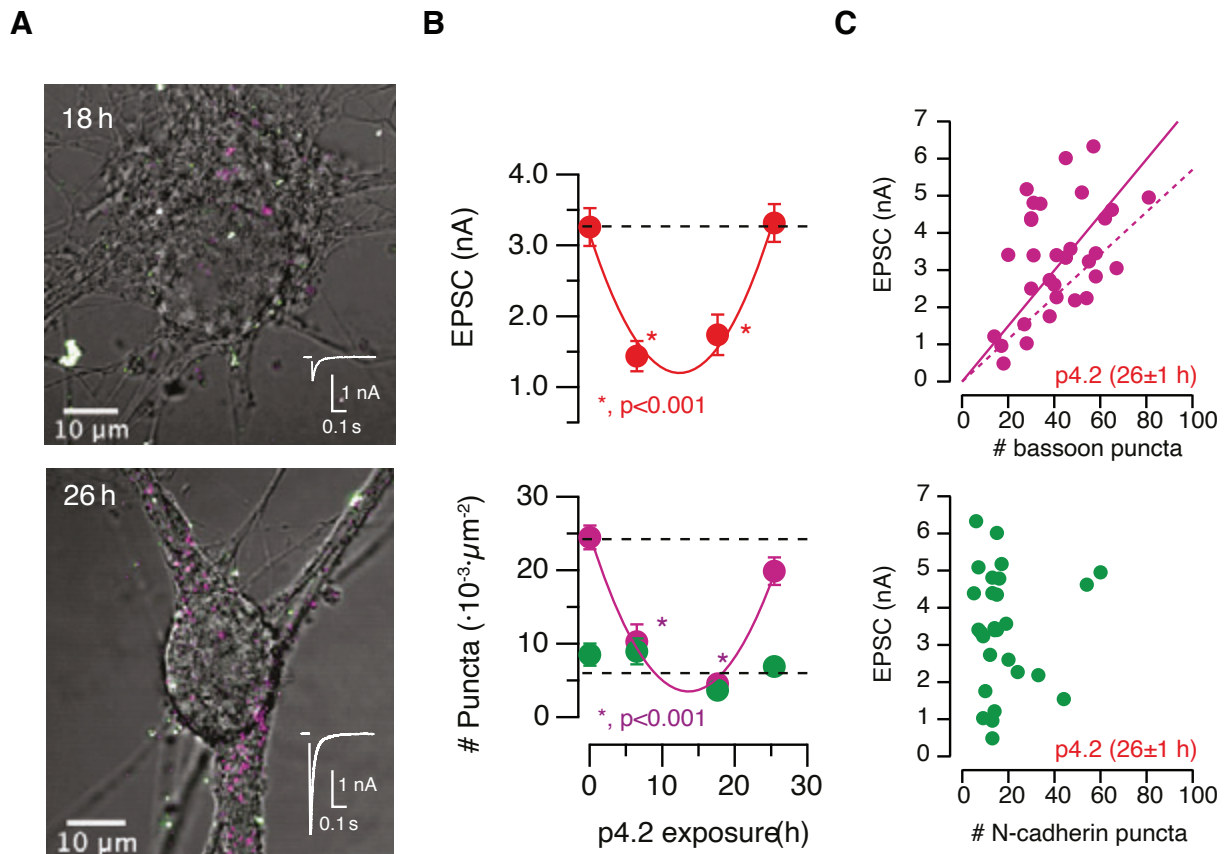 A
18 h
1 nA
0.1 s
10 µm
26 h
1 nA
0.1 s
10 µm
B
EPSC (nA)
4.0
3.0
2.0
1.0
*
*
*, p<0.001
# Puncta (·10⁻³·µm⁻²)
30
20
10
0
*
*
*, p<0.001
0 10 20 30
p4.2 exposure(h)
C
EPSC (nA)
7
6
5
4
3
2
1
0
p4.2 (26±1 h)
0 20 40 60 80 100
# bassoon puncta
EPSC (nA)
7
6
5
4
3
2
1
0
p4.2 (26±1 h)
0 20 40 60 80 100
# N-cadherin puncta